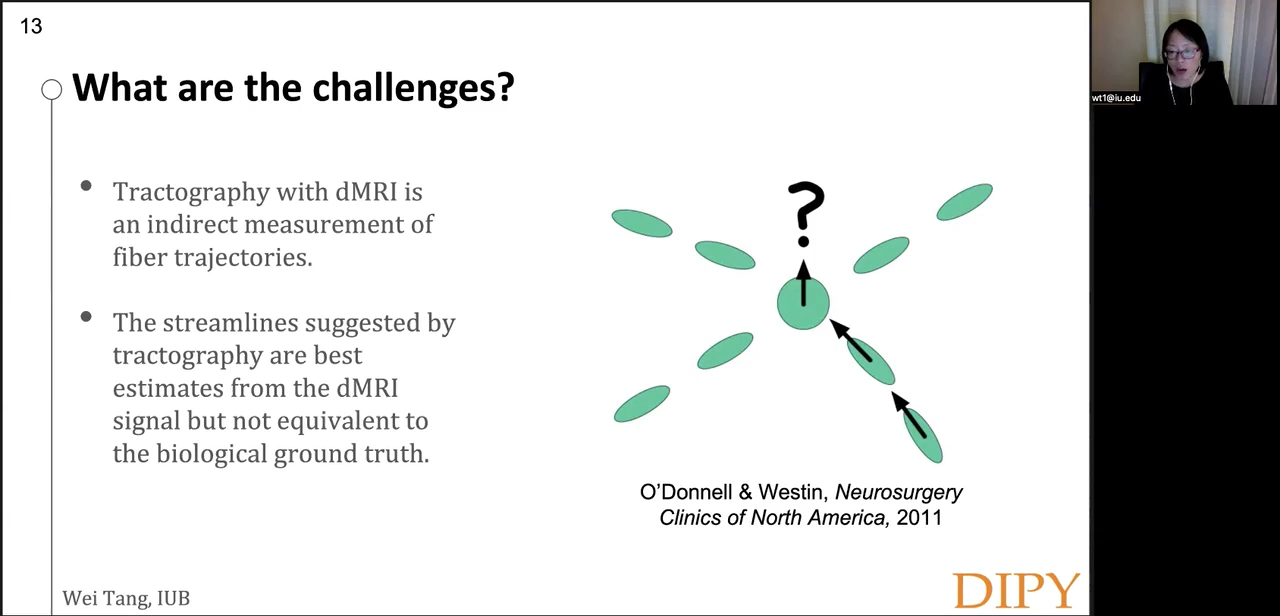 13
What are the challenges?
• Tractography with dMRI is
an indirect measurement of
fiber trajectories.
• The streamlines suggested by
tractography are best
estimates from the dMRI
signal but not equivalent to
the biological ground truth.
?
O’Donnell & Westin, Neurosurgery
Clinics of North America, 2011
Wei Tang, IUB
DIPY
wt1@iu.edu